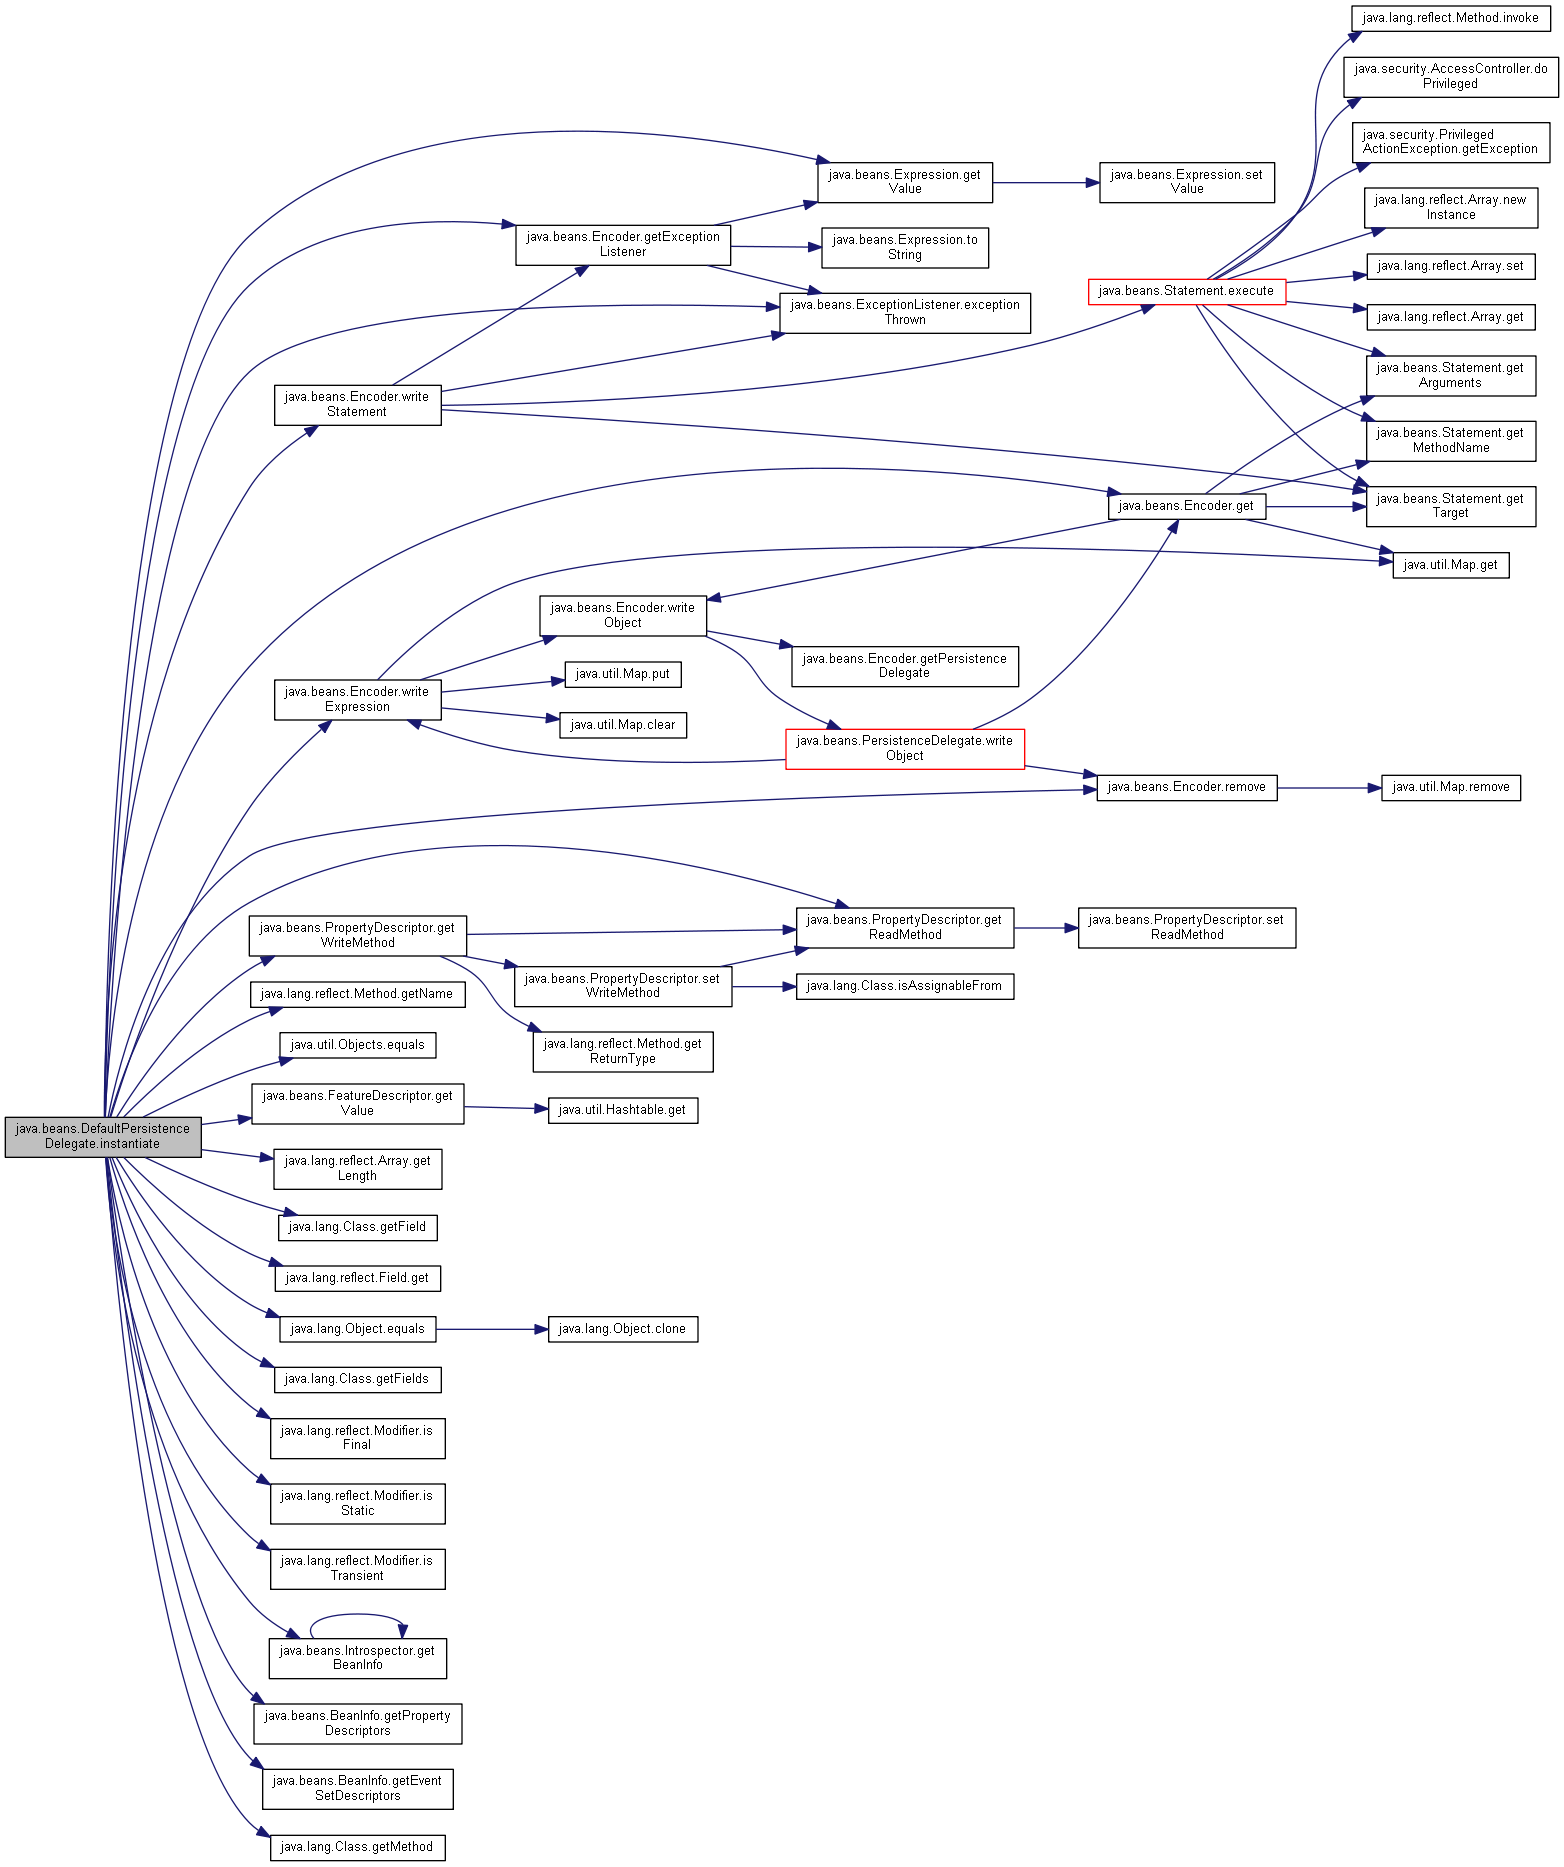 java.lang.reflect.Method.invoke
java.security.AccessController.do
Privileged
java.security.Privileged
ActionException.getException
java.beans.Expression.get
Value
java.beans.Expression.set
Value
java.lang.reflect.Array.new
Instance
java.beans.Encoder.getException
Listener
java.beans.Expression.to
String
java.lang.reflect.Array.set
java.beans.Statement.execute
java.beans.ExceptionListener.exception
Thrown
java.lang.reflect.Array.get
java.beans.Statement.get
Arguments
java.beans.Encoder.write
Statement
java.beans.Statement.get
MethodName
java.beans.Statement.get
Target
java.beans.Encoder.get
java.util.Map.get
java.beans.Encoder.write
Object
java.beans.Encoder.getPersistence
Delegate
java.util.Map.put
java.beans.Encoder.write
Expression
java.util.Map.clear
java.beans.PersistenceDelegate.write
Object
java.beans.Encoder.remove
java.util.Map.remove
java.beans.PropertyDescriptor.get
WriteMethod
java.beans.PropertyDescriptor.get
ReadMethod
java.beans.PropertyDescriptor.set
ReadMethod
java.beans.PropertyDescriptor.set
WriteMethod
java.lang.Class.isAssignableFrom
java.lang.reflect.Method.getName
java.util.Objects.equals
java.lang.reflect.Method.get
ReturnType
java.beans.FeatureDescriptor.get
Value
java.util.Hashtable.get
java.beans.DefaultPersistence
Delegate.instantiate
java.lang.reflect.Array.get
Length
java.lang.Class.getField
java.lang.reflect.Field.get
java.lang.Object.equals
java.lang.Object.clone
java.lang.Class.getFields
java.lang.reflect.Modifier.is
Final
java.lang.reflect.Modifier.is
Static
java.lang.reflect.Modifier.is
Transient
java.beans.Introspector.get
BeanInfo
java.beans.BeanInfo.getProperty
Descriptors
java.beans.BeanInfo.getEvent
SetDescriptors
java.lang.Class.getMethod